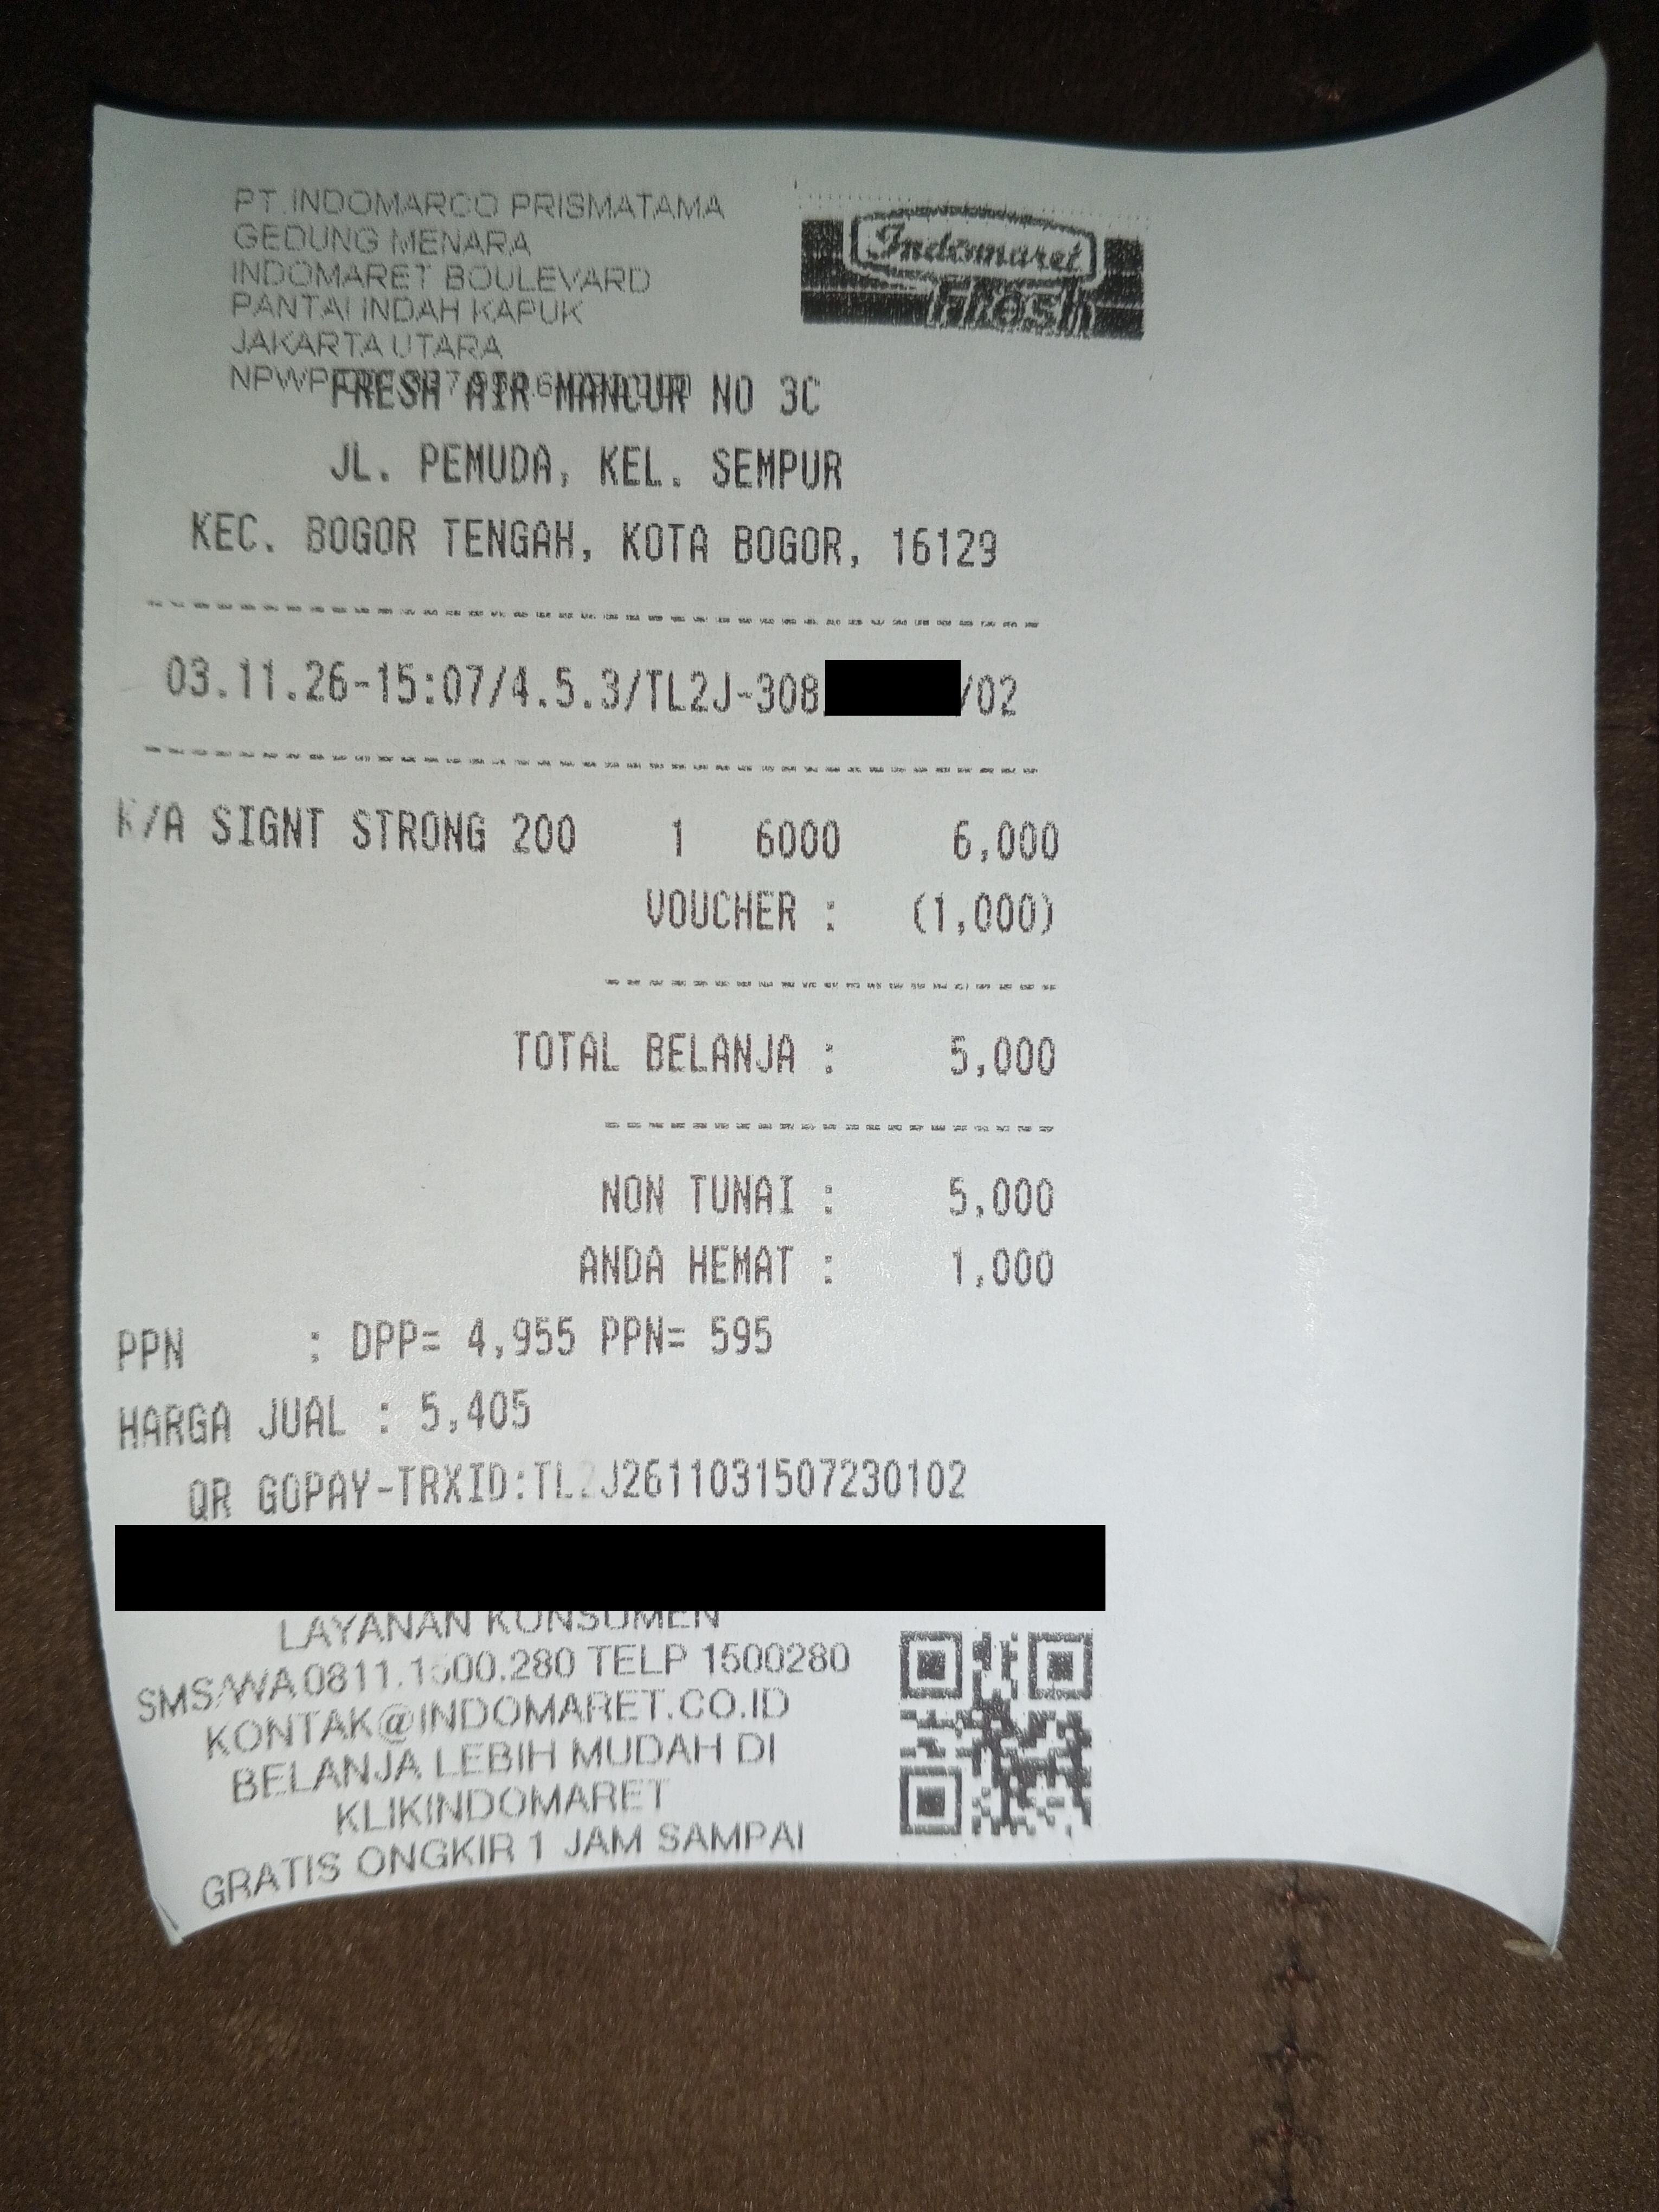 PT.INDOMARCO PRISMATAMA
GEDUNG MENARA
INDOMARET BOULEVARD
PANTAI INDAH KAPUK
JAKARTA UTARA
NPWP
Indomaret
Fresh
FRESH AIR MANCUR NO 3C
JL. PEMUDA, KEL. SEMPUR
KEC. BOGOR TENGAH, KOTA BOGOR, 16129
03.11.26-15:07/4.5.3/TL2J-308 /02
K/A SIGNT STRONG 200 1 6000 6,000
VOUCHER : (1,000)
TOTAL BELANJA : 5,000
NON TUNAI : 5,000
ANDA HEMAT : 1,000
PPN : DPP= 4,955 PPN= 595
HARGA JUAL : 5,405
QR GOPAY-TRXID:TL2J2611031507230102
LAYANAN KONSUMEN
SMS/WA 0811.1500.280 TELP 1500280
KONTAK@INDOMARET.CO.ID
BELANJA LEBIH MUDAH DI
KLIKINDOMARET
GRATIS ONGKIR 1 JAM SAMPAI